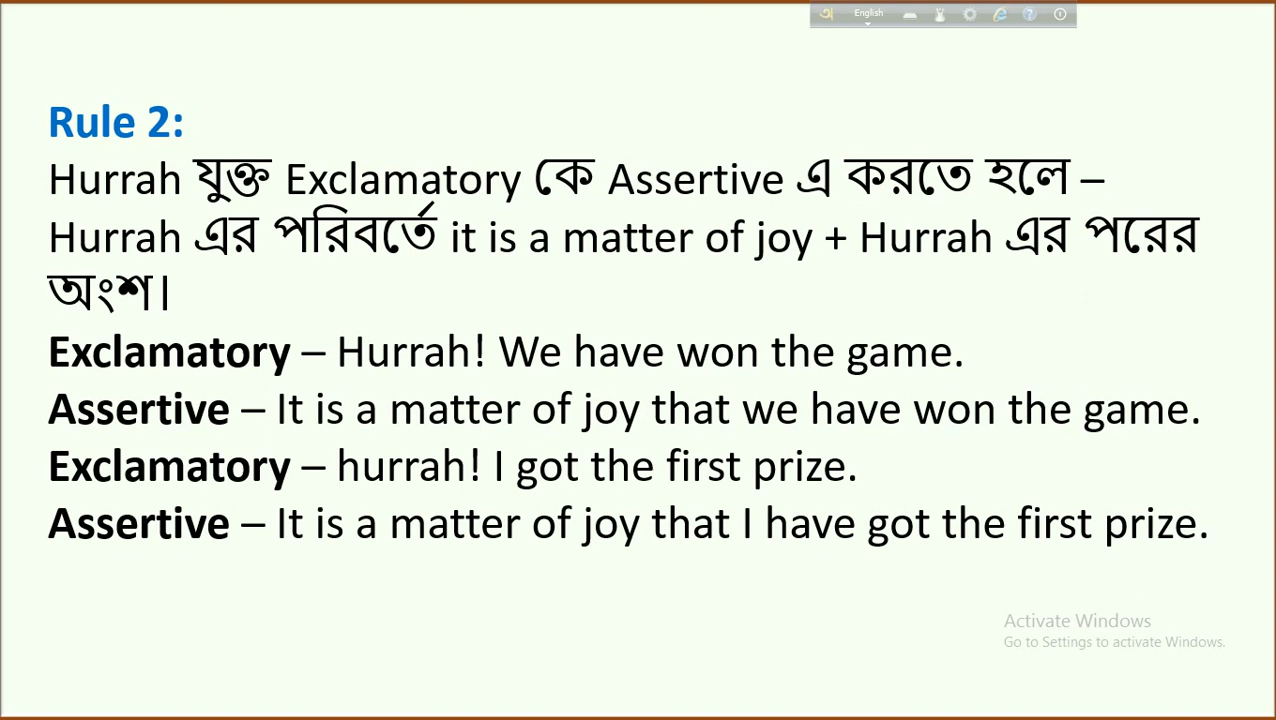 English
Rule 2:
Hurrah যুক্ত Exclamatory কে Assertive এ করতে হলে –
Hurrah এর পরিবর্তে it is a matter of joy + Hurrah এর পরের
অংশ।
Exclamatory – Hurrah! We have won the game.
Assertive – It is a matter of joy that we have won the game.
Exclamatory – hurrah! I got the first prize.
Assertive – It is a matter of joy that I have got the first prize.
Activate Windows
Go to Settings to activate Windows.